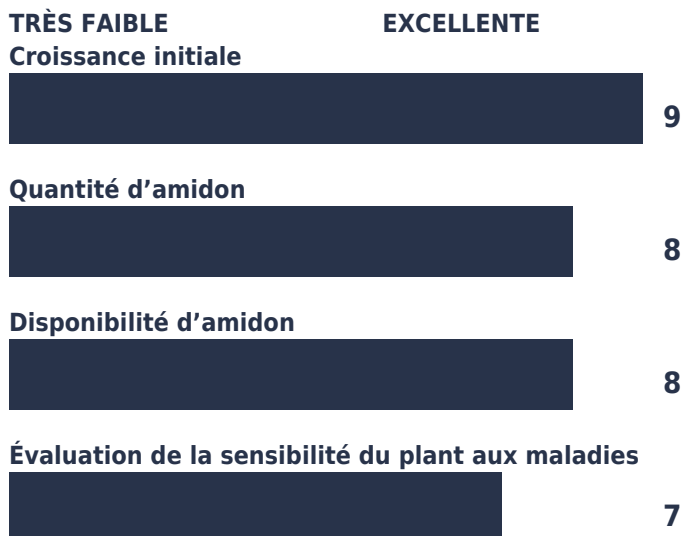 TRÈS FAIBLE EXCELLENTE
Croissance initiale
9
Quantité d’amidon
8
Disponibilité d’amidon
8
Évaluation de la sensibilité du plant aux maladies
7